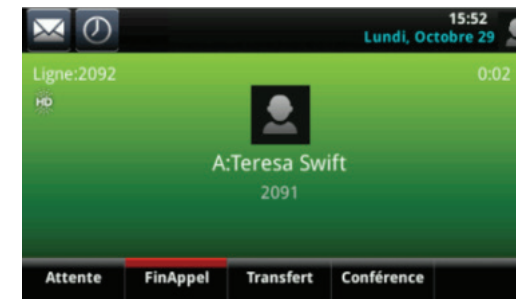 15:52
Lundi, Octobre 29
Ligne:2092
0:02
HD
A:Teresa Swift
2091
Attente FinAppel Transfert Conférence